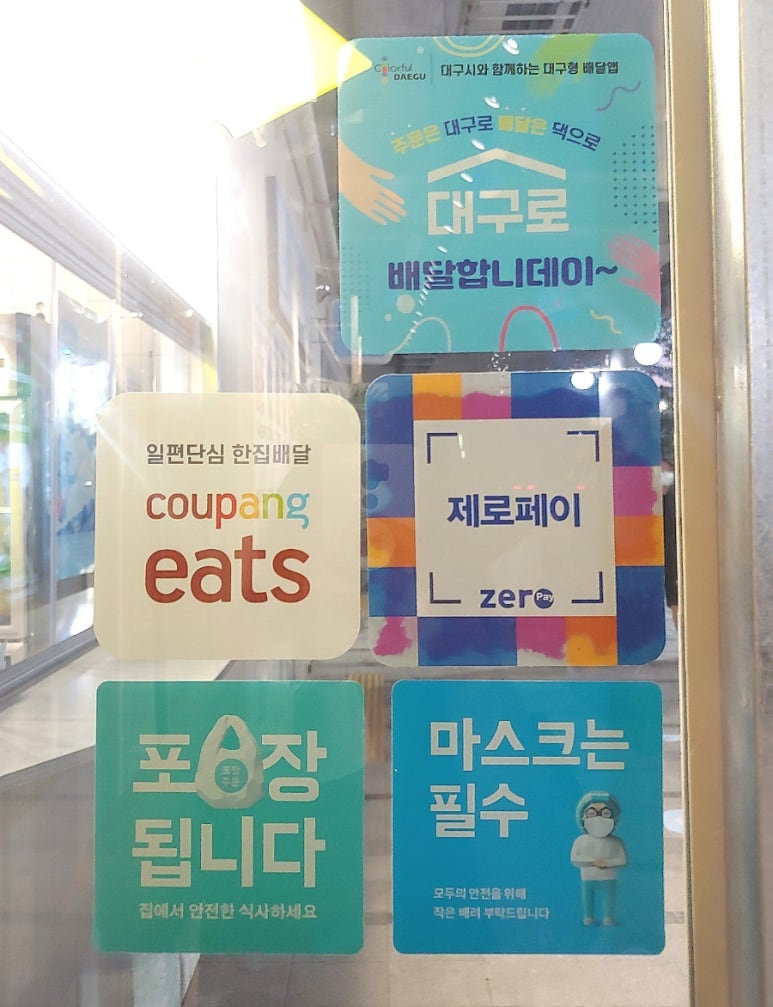 Colorful DAEGU 대구시와 함께하는 대구형 배달앱
주문은 대구로 배달은 댁으로
대구로
배달합니데이~
일편단심 한집배달
coupang
eats
제로페이
zero Pay
포장
포장
주문
됩니다
집에서 안전한 식사하세요
마스크는
필수
모두의 안전을 위해
작은 배려 부탁드립니다